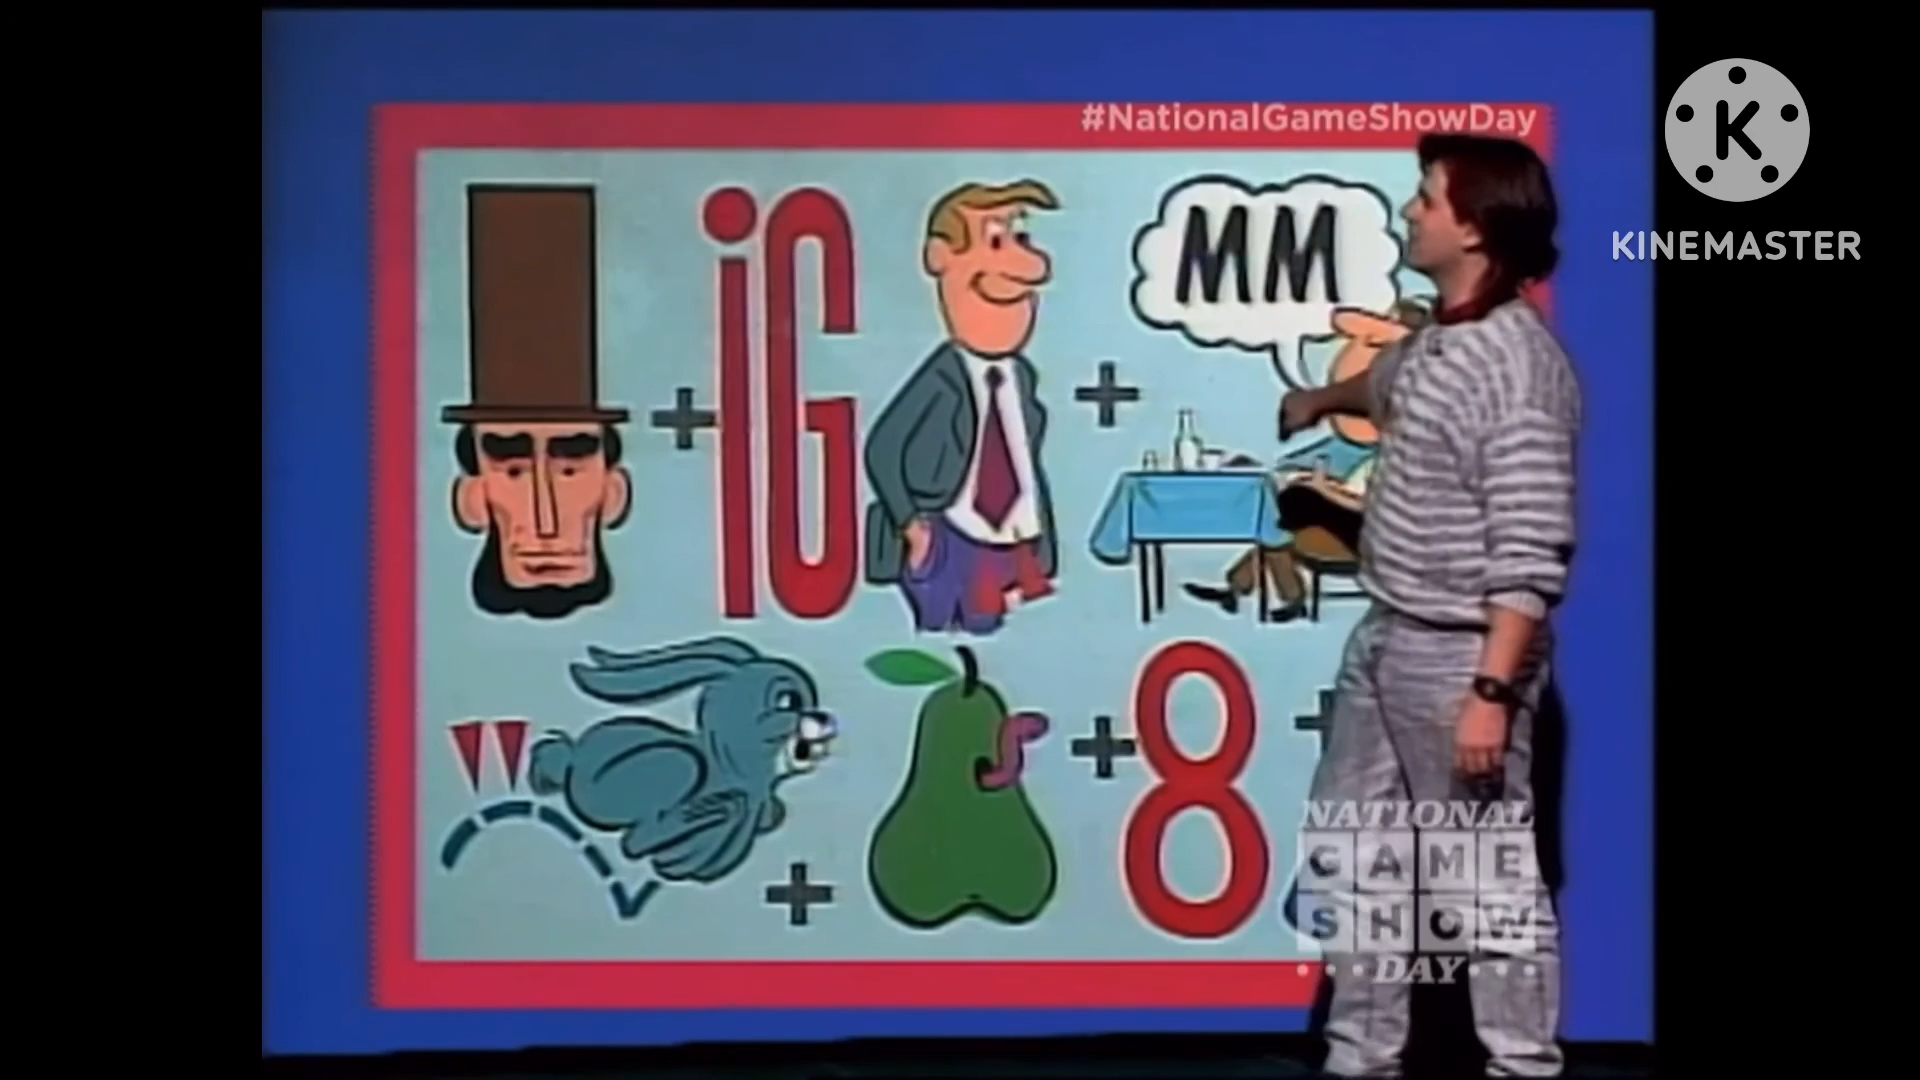 #NationalGameShowDay
K
KINEMASTER
+ iG + MM
+ + 8 +
NATIONAL
GAME
SHOW
DAY